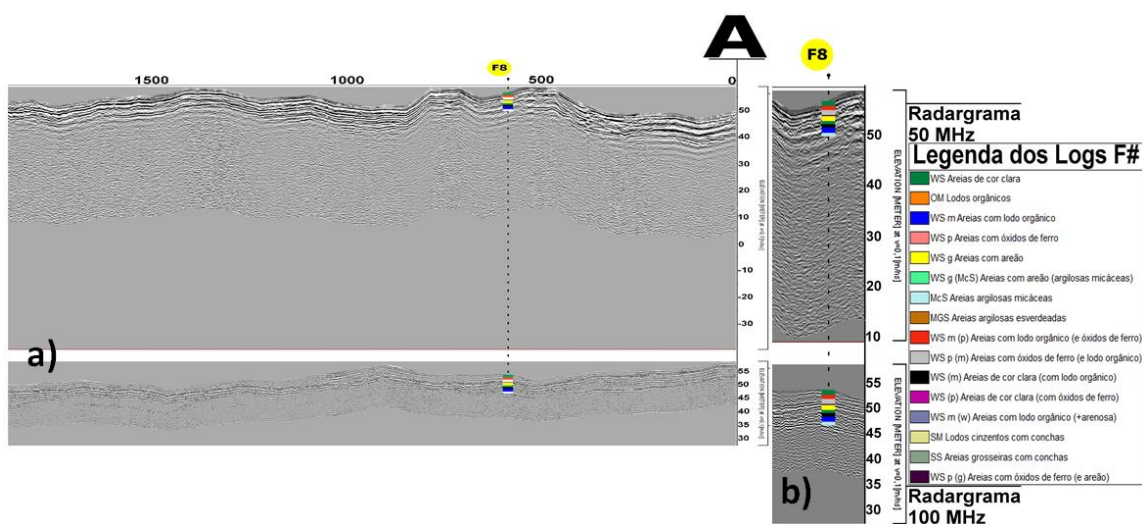 A
F8
1500
1000
F8
500
0
50
40
30
20
10
0
-10
-20
-30
a)
55
50
45
40
35
30
50
40
30
20
10
ELEVATION [METER] at v=0,1[m/ns]
55
50
45
40
35
30
ELEVATION [METER] at v=0,1[m/ns]
b)
Radargrama
50 MHz
Legenda dos Logs F#
WS Areias de cor clara
OM Lodos orgânicos
WS m Areias com lodo orgânico
WS p Areias com óxidos de ferro
WS g Areias com areão
WS g (McS) Areias com areão (argilosas micáceas)
McS Areias argilosas micáceas
MGS Areias argilosas esverdeadas
WS m (p) Areias com lodo orgânico (e óxidos de ferro)
WS p (m) Areias com óxidos de ferro (e lodo orgânico)
WS (m) Areias de cor clara (com lodo orgânico)
WS (p) Areias de cor clara (com óxidos de ferro)
WS m (w) Areias com lodo orgânico (+arenosa)
SM Lodos cinzentos com conchas
SS Areias grosseiras com conchas
WS p (g) Areias com óxidos de ferro (e areão)
Radargrama
100 MHz